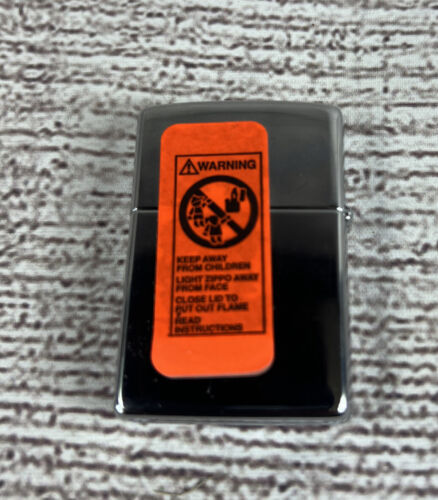 WARNING
KEEP AWAY
FROM CHILDREN
LIGHT ZIPPO AWAY
FROM FACE
CLOSE LID TO
PUT OUT FLAME
READ
INSTRUCTIONS